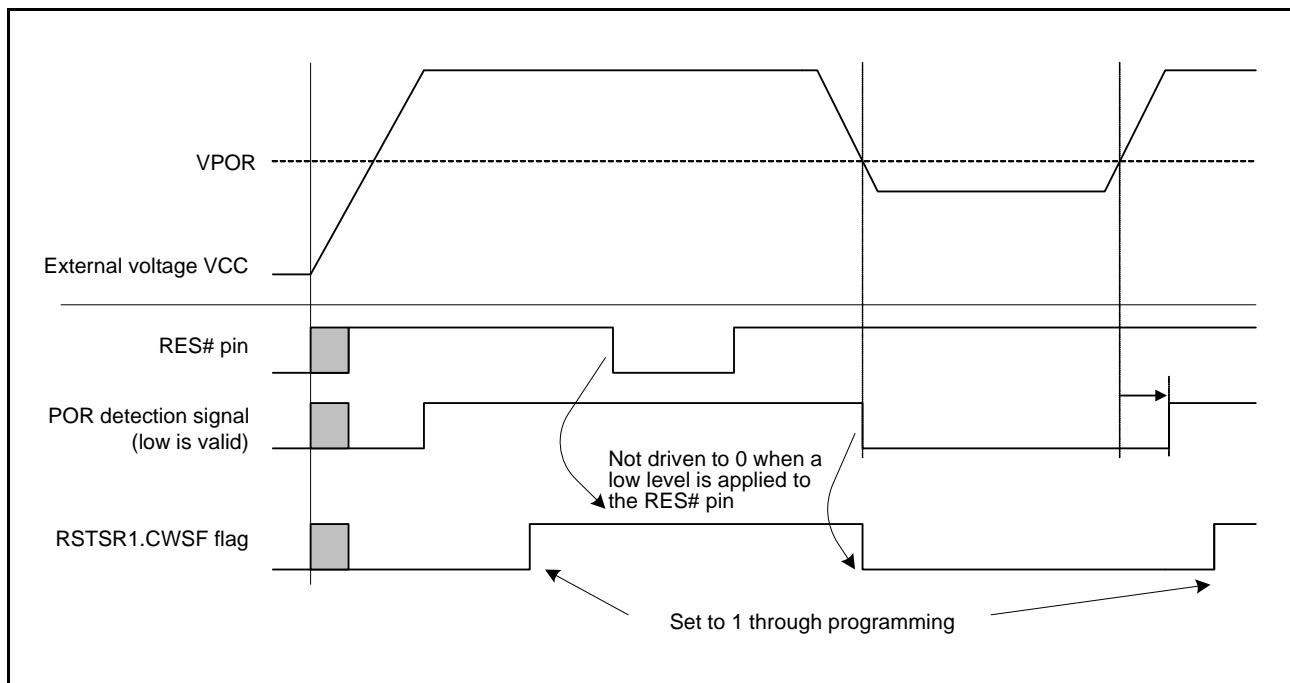 VPOR
External voltage VCC
RES# pin
POR detection signal
(low is valid)
Not driven to 0 when a
low level is applied to
the RES# pin
RSTSR1.CWSF flag
Set to 1 through programming